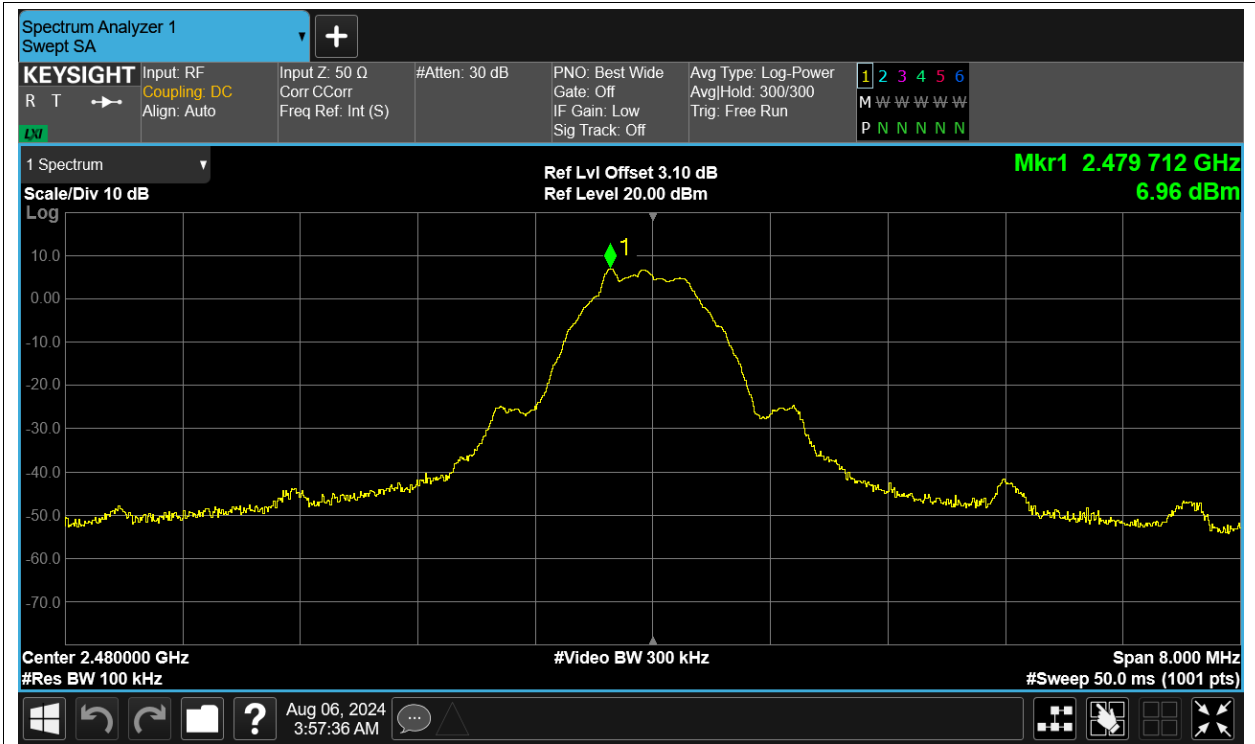 Spectrum Analyzer 1
Swept SA
+
KEYSIGHT
R T
LXI
Input: RF
Coupling: DC
Align: Auto
Input Z: 50 Ω
Corr CCorr
Freq Ref: Int (S)
#Atten: 30 dB
PNO: Best Wide
Gate: Off
IF Gain: Low
Sig Track: Off
Avg Type: Log-Power
Avg|Hold: 300/300
Trig: Free Run
1 2 3 4 5 6
M W W W W W
P N N N N N
1 Spectrum
Scale/Div 10 dB
Log
Ref Lvl Offset 3.10 dB
Ref Level 20.00 dBm
Mkr1 2.479 712 GHz
6.96 dBm
1
10.0
0.00
-10.0
-20.0
-30.0
-40.0
-50.0
-60.0
-70.0
Center 2.480000 GHz
#Res BW 100 kHz
#Video BW 300 kHz
Span 8.000 MHz
#Sweep 50.0 ms (1001 pts)
?
Aug 06, 2024
3:57:36 AM